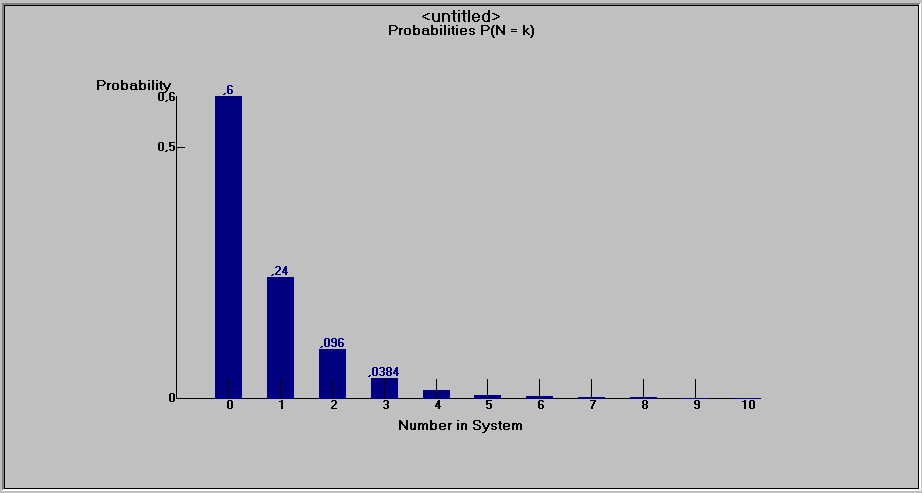 <untitled>
Probabilities P(N = k)
Probability
0,6
,6
0,5
,24
,096
,0384
0
0 1 2 3 4 5 6 7 8 9 10
Number in System